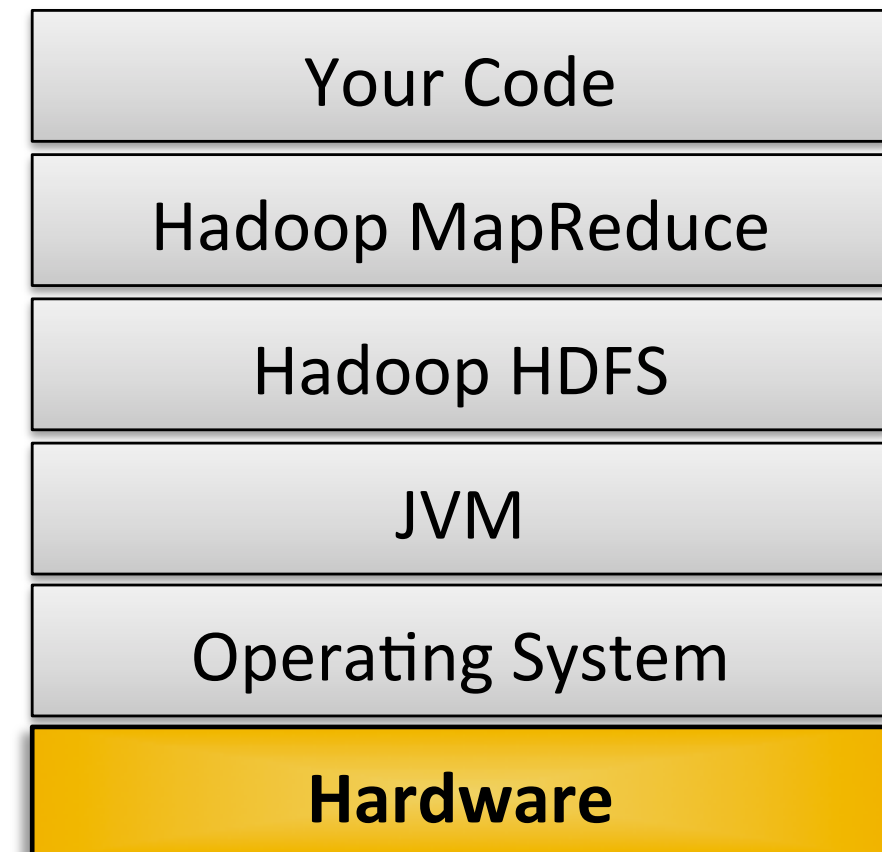 Your Code
Hadoop MapReduce
Hadoop HDFS
JVM
Operating System
Hardware